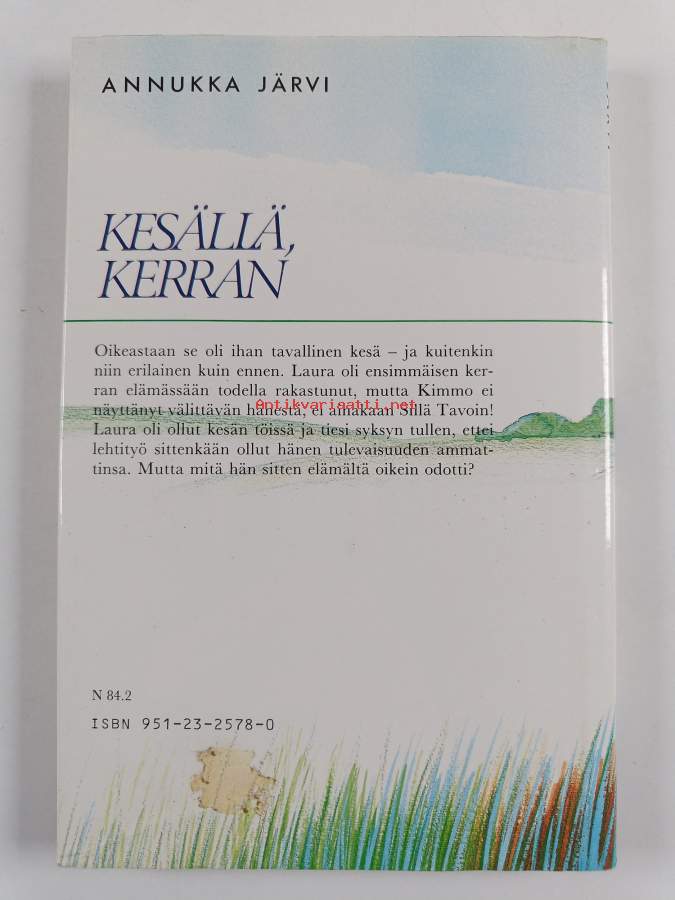 ANNUKKA JÄRVI
KESÄLLÄ,
KERRAN
Oikeastaan se oli ihan tavallinen kesä – ja kuitenkin
niin erilainen kuin ennen. Laura oli ensimmäisen ker-
ran elämässään todella rakastunut, mutta Kimmo ei
näyttänyt välittävän hänestä, ei ainakaan Sillä Tavoin!
Antikvariaatti.net
Laura oli ollut kesän töissä ja tiesi syksyn tullen, ettei
lehtityö sittenkään ollut hänen tulevaisuuden ammat-
tinsa. Mutta mitä hän sitten elämältä oikein odotti?
N 84.2
ISBN 951-23-2578-0